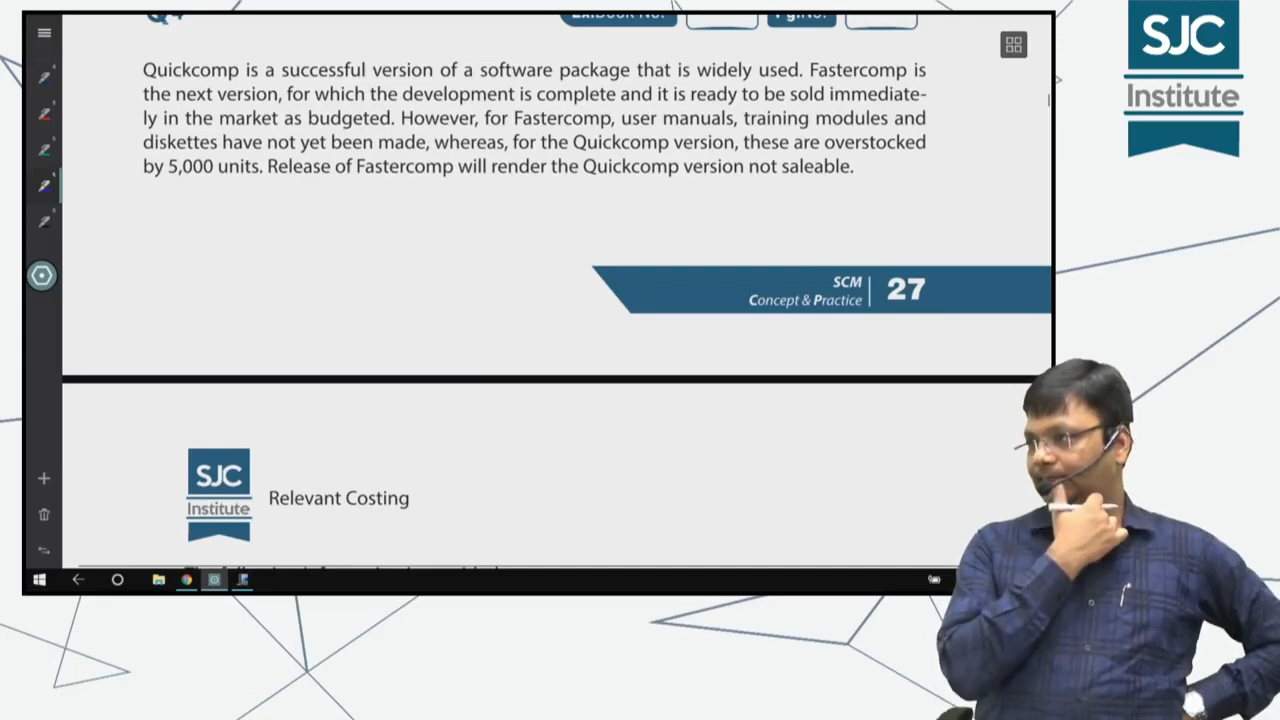 Quickcomp is a successful version of a software package that is widely used. Fastercomp is
the next version, for which the development is complete and it is ready to be sold immediate-
ly in the market as budgeted. However, for Fastercomp, user manuals, training modules and
diskettes have not yet been made, whereas, for the Quickcomp version, these are overstocked
by 5,000 units. Release of Fastercomp will render the Quickcomp version not saleable.
SCM
Concept & Practice
27
SJC
Institute
Relevant Costing
SJC
Institute